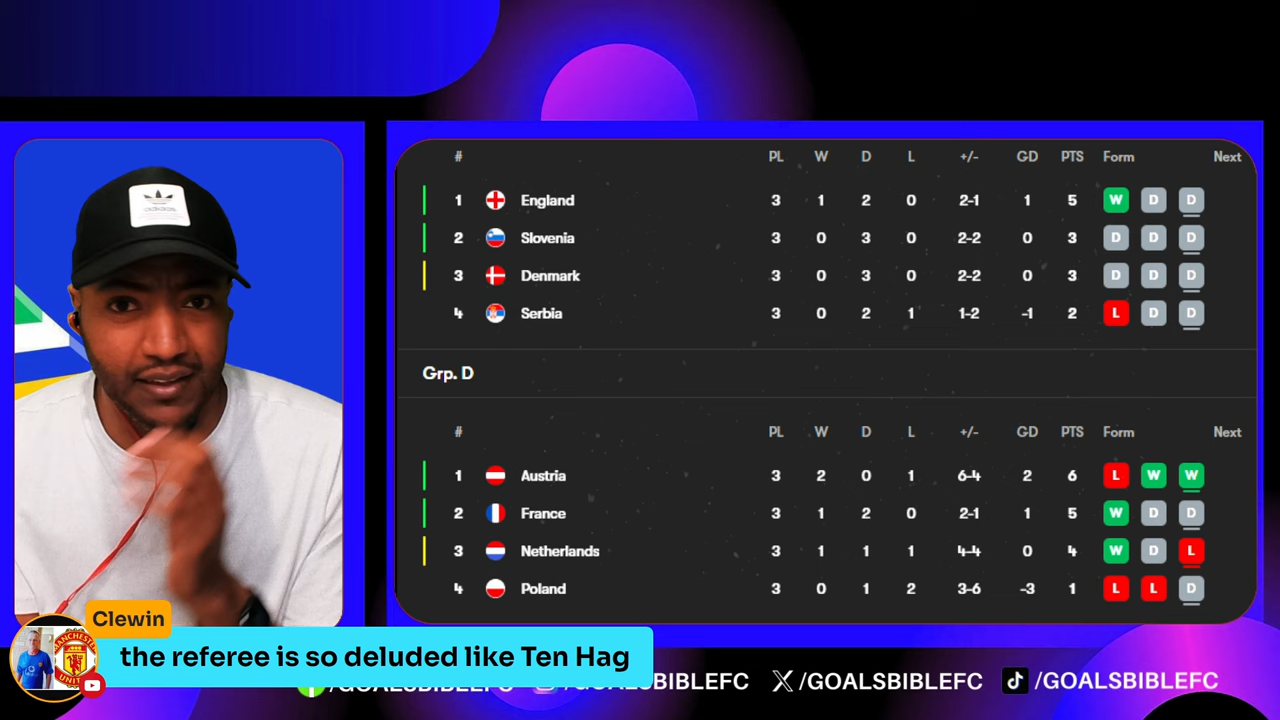 # PL W D L +/- GD PTS Form Next
1 England 3 1 2 0 2-1 1 5 W D D
2 Slovenia 3 0 3 0 2-2 0 3 D D D
3 Denmark 3 0 3 0 2-2 0 3 D D D
4 Serbia 3 0 2 1 1-2 -1 2 L D D
Grp. D
# PL W D L +/- GD PTS Form Next
1 Austria 3 2 0 1 6-4 2 6 L W W
2 France 3 1 2 0 2-1 1 5 W D D
3 Netherlands 3 1 1 1 4-4 0 4 W D L
4 Poland 3 0 1 2 3-6 -3 1 L L D
Clewin
the referee is so deluded like Ten Hag
MANCHESTER
/GOALSBIBLEFC /GOALSBIBLEFC